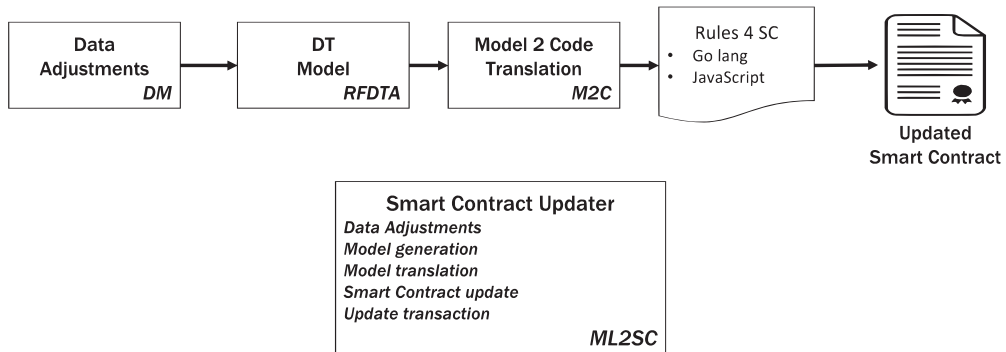 Data
Adjustments
DM
DT
Model
RFDTA
Model 2 Code
Translation
M2C
Rules 4 SC
• Go lang
• JavaScript
Updated
Smart Contract
Smart Contract Updater
Data Adjustments
Model generation
Model translation
Smart Contract update
Update transaction
ML2SC